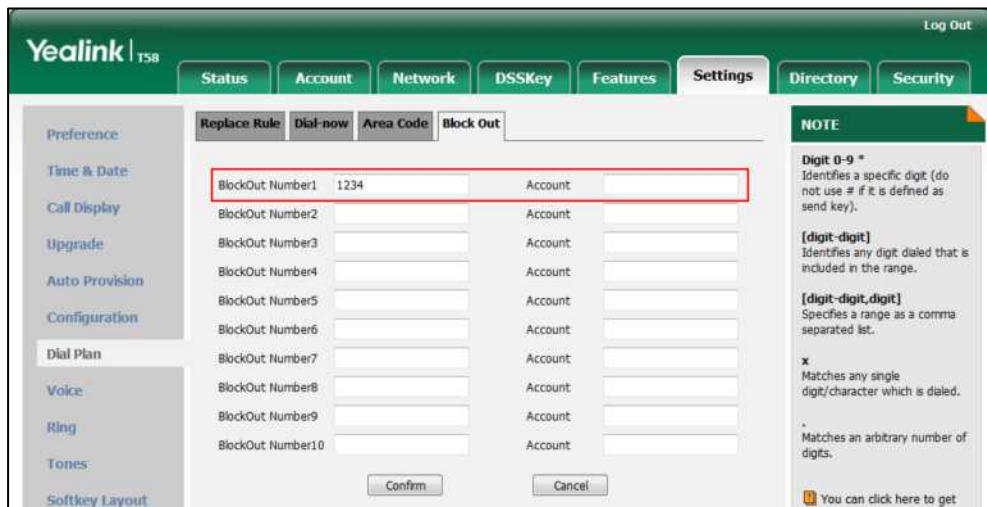 Log Out
Yealink | T58
Status Account Network DSSKey Features Settings Directory Security
Preference
Time & Date
Call Display
Upgrade
Auto Provision
Configuration
Dial Plan
Voice
Ring
Tones
Softkey Layout
Replace Rule Dial-now Area Code Block Out
BlockOut Number1 1234 Account
BlockOut Number2 Account
BlockOut Number3 Account
BlockOut Number4 Account
BlockOut Number5 Account
BlockOut Number6 Account
BlockOut Number7 Account
BlockOut Number8 Account
BlockOut Number9 Account
BlockOut Number10 Account
Confirm Cancel
NOTE
Digit 0-9 *
Identifies a specific digit (do
not use # if it is defined as
send key).
[digit-digit]
Identifies any digit dialed that is
included in the range.
[digit-digit,digit]
Specifies a range as a comma
separated list.
x
Matches any single
digit/character which is dialed.
.
Matches an arbitrary number of
digits.
You can click here to get